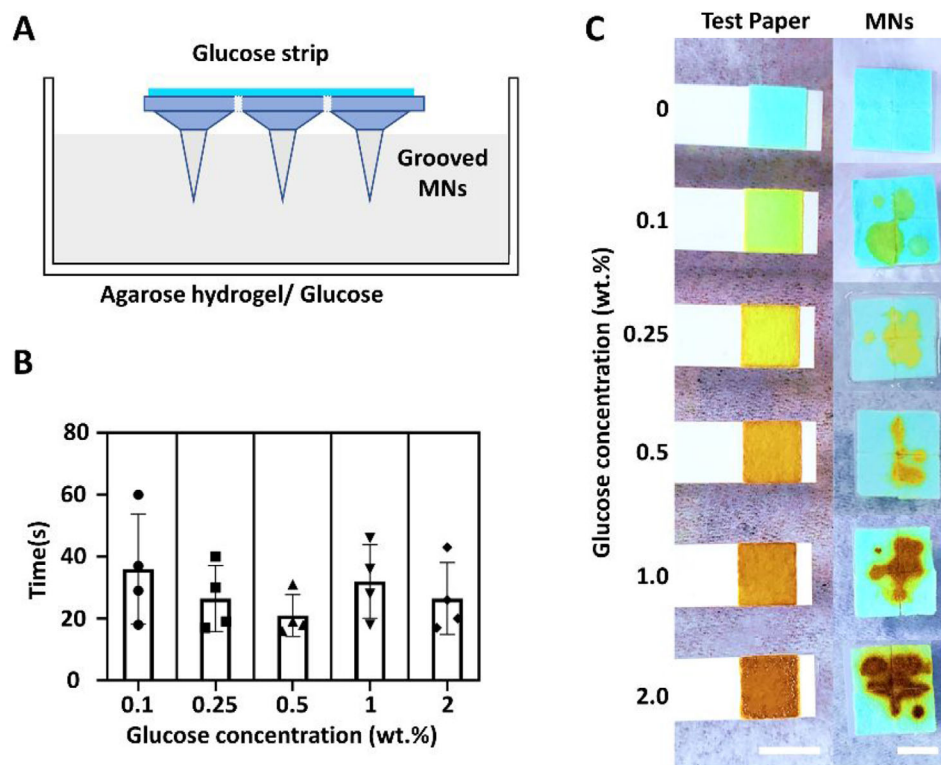 A
Glucose strip
Grooved
MNs
Agarose hydrogel/ Glucose
B
Time(s)
80
60
40
20
0
0.1
0.25
0.5
1
2
Glucose concentration (wt.%)
C
Test Paper
MNs
Glucose concentration (wt.%)
0
0.1
0.25
0.5
1.0
2.0